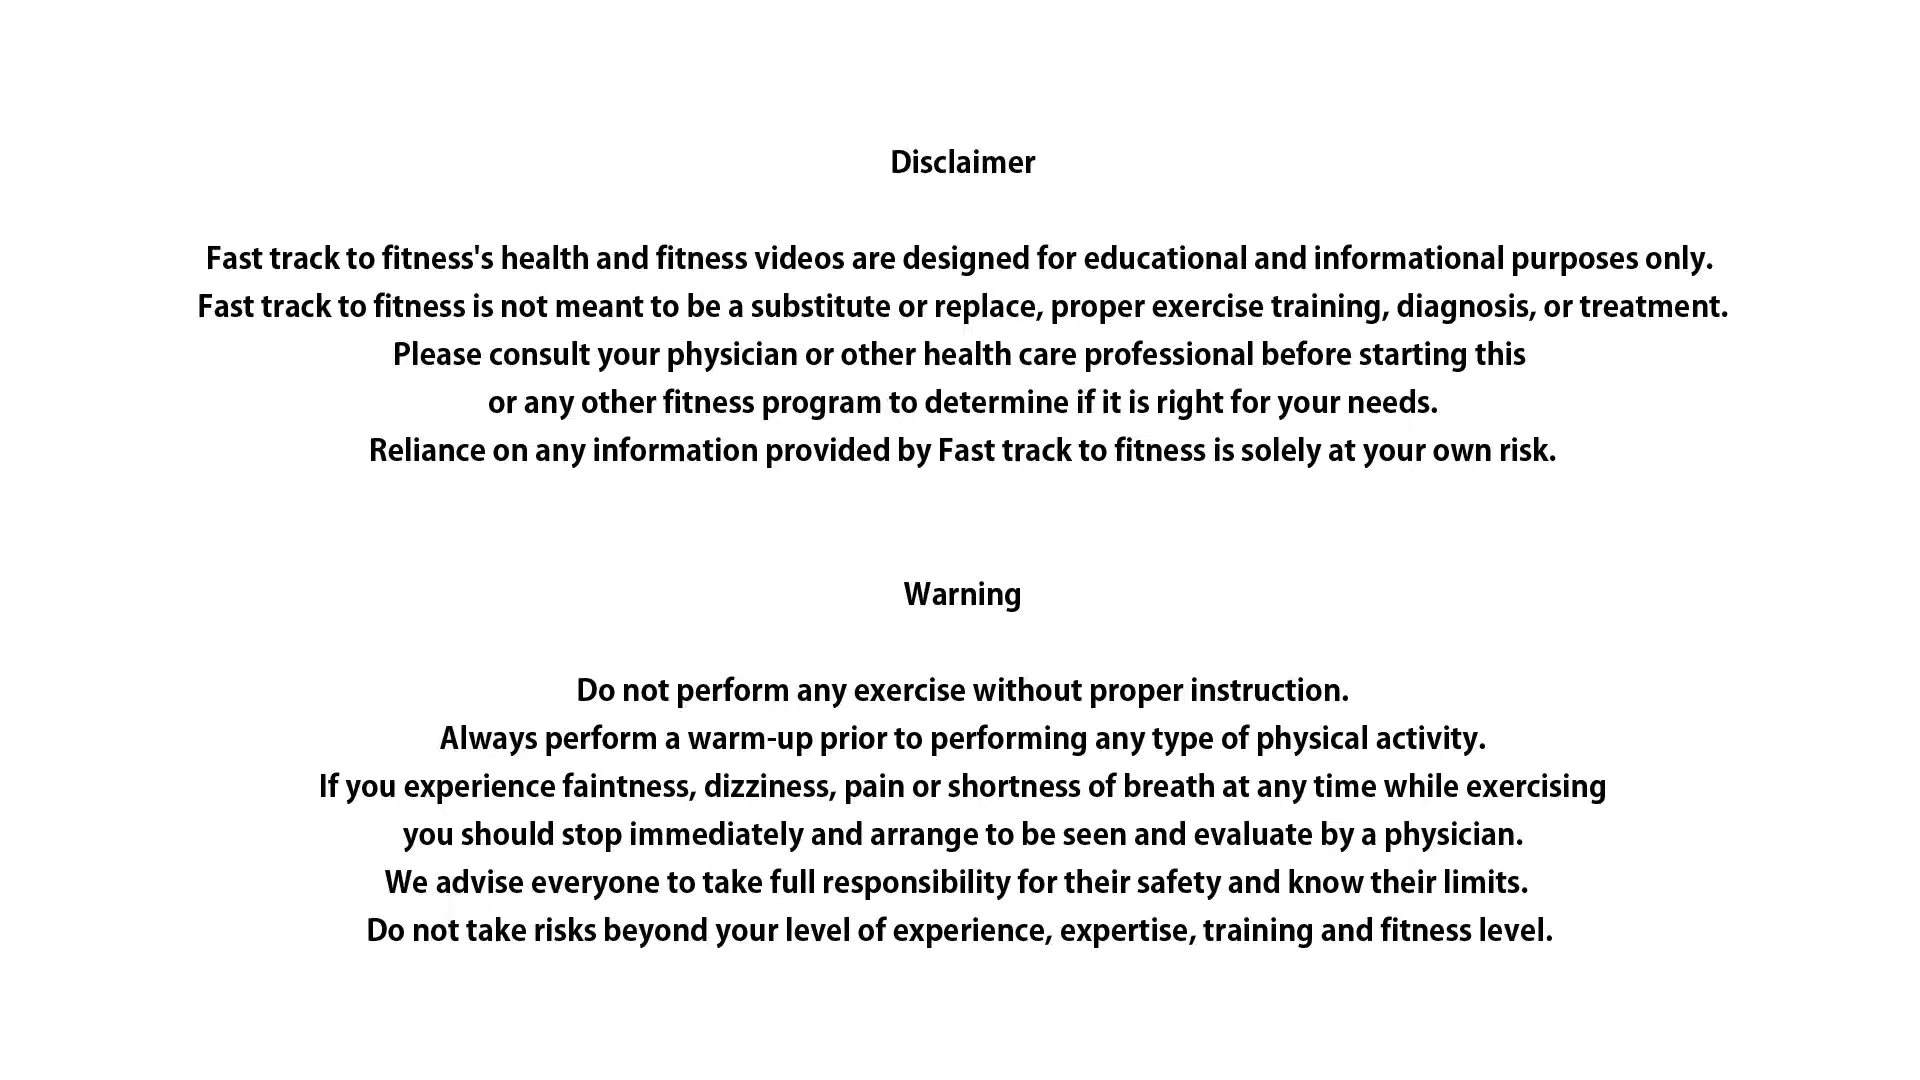 Disclaimer
Fast track to fitness's health and fitness videos are designed for educational and informational purposes only.
Fast track to fitness is not meant to be a substitute or replace, proper exercise training, diagnosis, or treatment.
Please consult your physician or other health care professional before starting this
or any other fitness program to determine if it is right for your needs.
Reliance on any information provided by Fast track to fitness is solely at your own risk.
Warning
Do not perform any exercise without proper instruction.
Always perform a warm-up prior to performing any type of physical activity.
If you experience faintness, dizziness, pain or shortness of breath at any time while exercising
you should stop immediately and arrange to be seen and evaluate by a physician.
We advise everyone to take full responsibility for their safety and know their limits.
Do not take risks beyond your level of experience, expertise, training and fitness level.